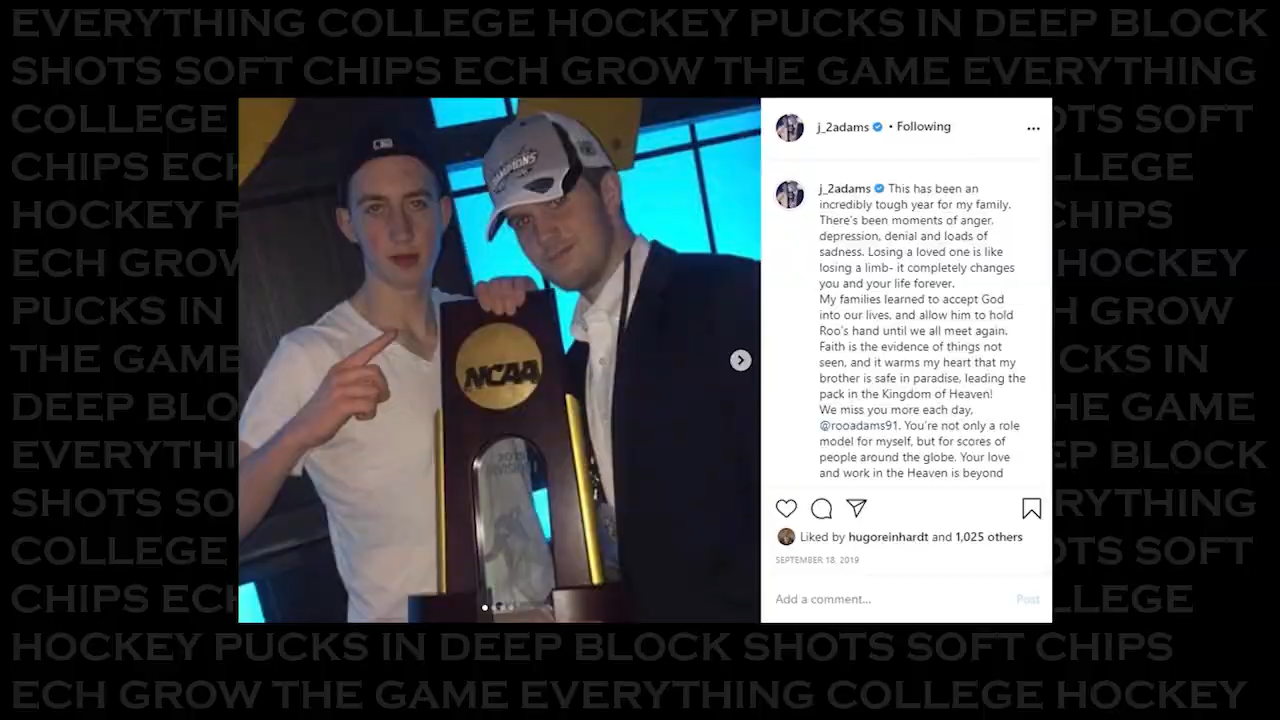 EVERYTHING COLLEGE HOCKEY PUCKS IN DEEP BLOCK
SHOTS SOFT CHIPS ECH GROW THE GAME EVERYTHING
COLLEGE
OTS SOFT
CHIPS ECH
LLEGE
HOCKEY P
CHIPS
ECH GRO
HOCKEY
PUCKS IN
H GROW
THE GAME
CKS IN
DEEP BLO
HE GAME
EVERYTHI
EP BLOCK
SHOTS SO
RYTHING
COLLEGE
OTS SOFT
CHIPS ECH
LLEGE
HOCKEY PUCKS IN DEEP BLOCK SHOTS SOFT CHIPS
ECH GROW THE GAME EVERYTHING COLLEGE HOCKEY
CHAMPIONS
NCAA
j_2adams • Following
j_2adams This has been an
incredibly tough year for my family.
There's been moments of anger,
depression, denial and loads of
sadness. Losing a loved one is like
losing a limb- it completely changes
you and your life forever.
My families learned to accept God
into our lives, and allow him to hold
Roo's hand until we all meet again.
Faith is the evidence of things not
seen, and it warms my heart that my
brother is safe in paradise, leading the
pack in the Kingdom of Heaven!
We miss you more each day,
@rooadams91. You're not only a role
model for myself, but for scores of
people around the globe. Your love
and work in the Heaven is beyond
Liked by hugoreinhardt and 1,025 others
SEPTEMBER 18, 2019
Add a comment...
Post